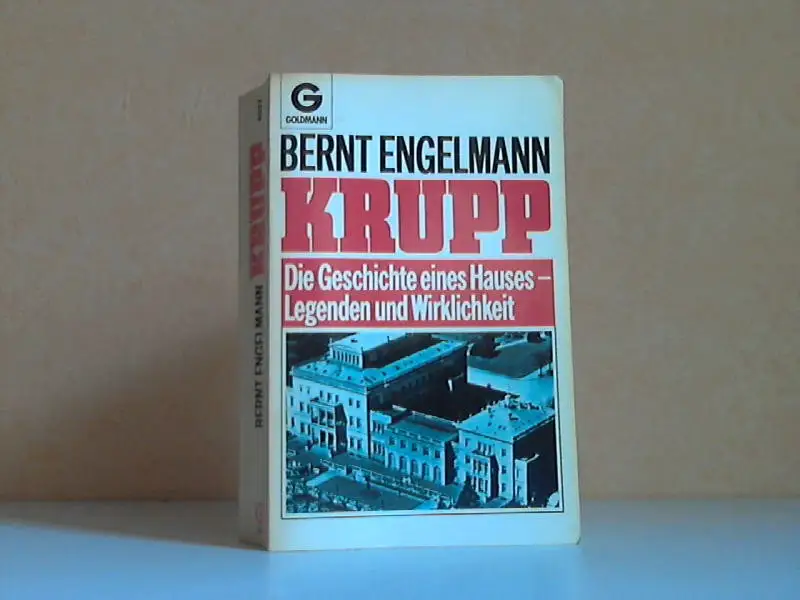 G
GOLDMANN
BERNT ENGELMANN
KRUPP
Die Geschichte eines Hauses –
Legenden und Wirklichkeit
KRUPP
BERNT ENGELMANN